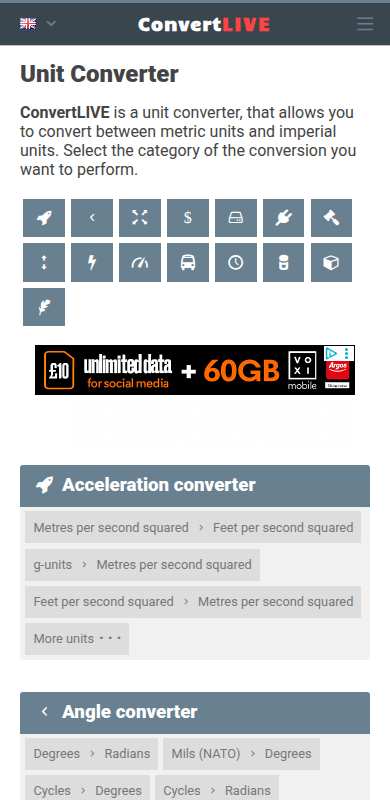 ConvertLIVE
Unit Converter
ConvertLIVE is a unit converter, that allows you
to convert between metric units and imperial
units. Select the category of the conversion you
want to perform.
$
£10 unlimited data for social media + 60GB VOXI mobile Argos
Acceleration converter
Metres per second squared › Feet per second squared
g-units › Metres per second squared
Feet per second squared › Metres per second squared
More units • • •
Angle converter
Degrees › Radians Mils (NATO) › Degrees
Cycles › Degrees Cycles › Radians